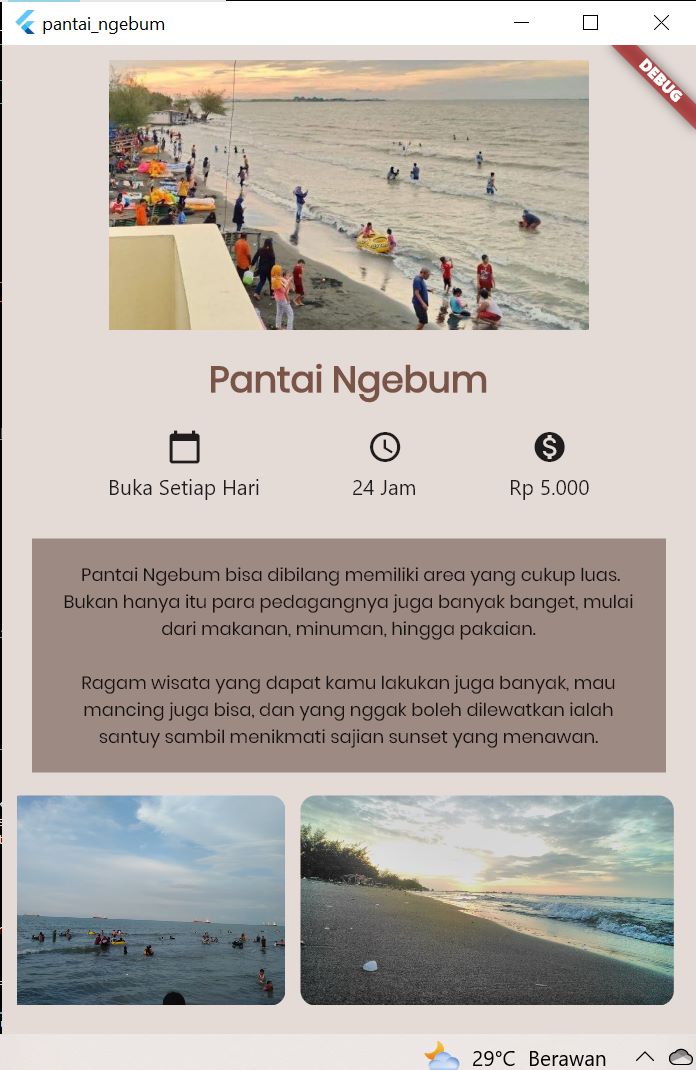 pantai_ngebum
DEBUG
Pantai Ngebum
Buka Setiap Hari
24 Jam
Rp 5.000
Pantai Ngebum bisa dibilang memiliki area yang cukup luas.
Bukan hanya itu para pedagangnya juga banyak banget, mulai
dari makanan, minuman, hingga pakaian.
Ragam wisata yang dapat kamu lakukan juga banyak, mau
mancing juga bisa, dan yang nggak boleh dilewatkan ialah
santuy sambil menikmati sajian sunset yang menawan.
29°C Berawan